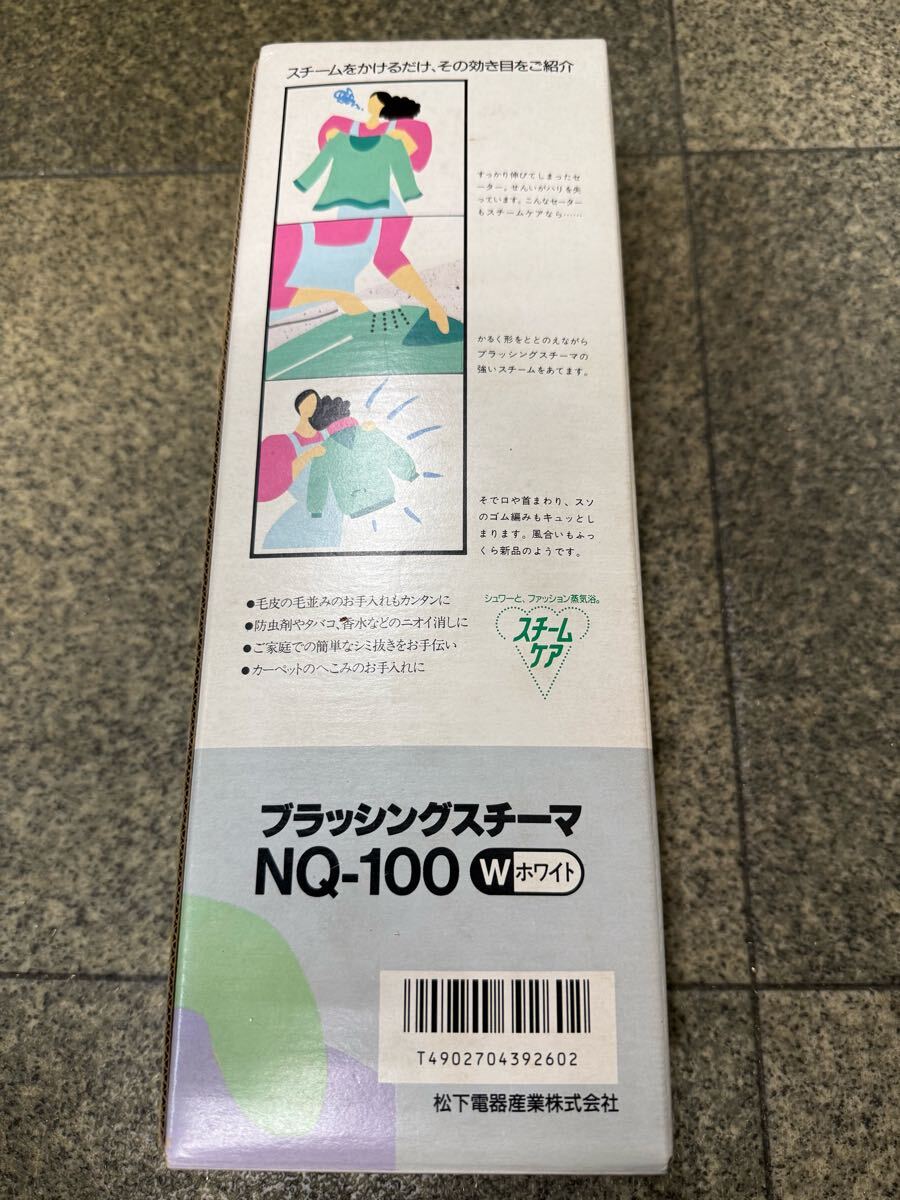 スチームをかけるだけ、その効き目をご紹介
すっかり伸びてしまったセ
ーター。せんいがハリを失
っています。こんなセーター
もスチームケアなら……
かるく形をととのえながら
ブラッシングスチーマの
強いスチームをあてます。
そで口や首まわり、スソ
のゴム編みもキュッとし
まります。風合いもふっ
くら新品のようです。
●毛皮の毛並みのお手入れもカンタンに
●防虫剤やタバコ、香水などのニオイ消しに
●ご家庭での簡単なシミ抜きをお手伝い
●カーペットのへこみのお手入れに
シュワーと、ファッション蒸気浴。
スチーム
ケア
ブラッシングスチーマ
NQ-100 Wホワイト
T4902704392602
松下電器産業株式会社